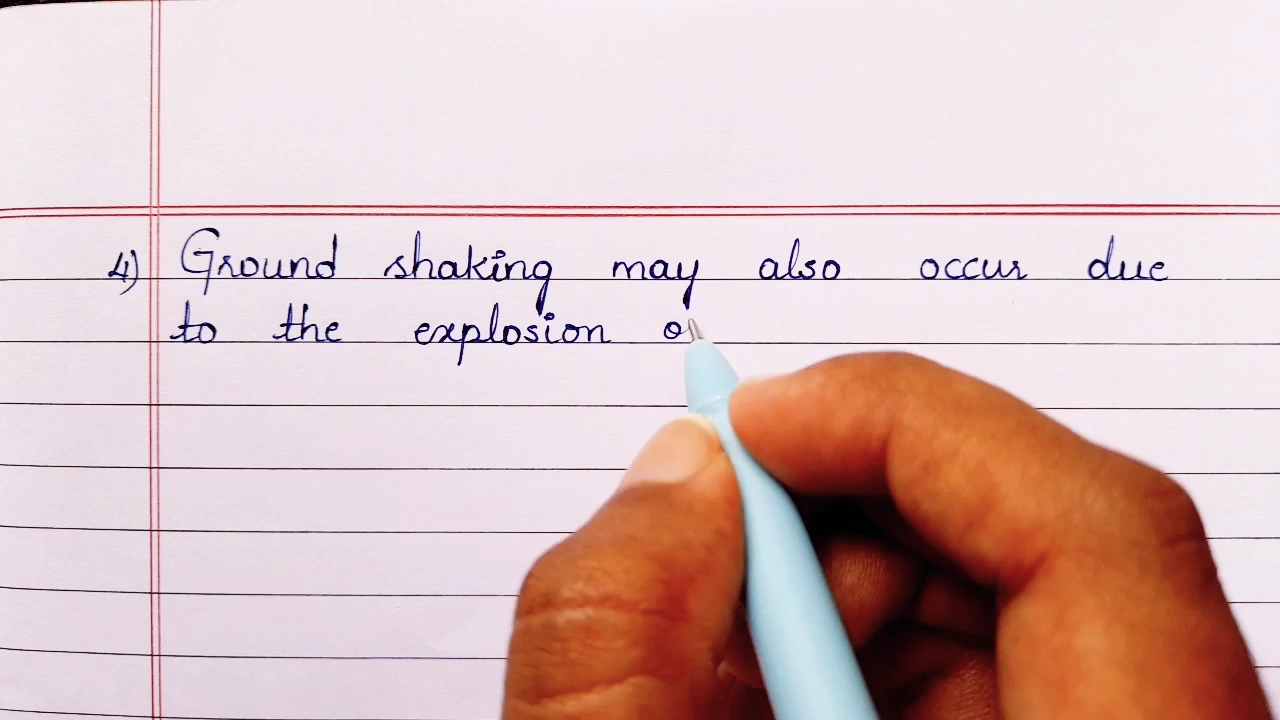 4) Ground shaking may also occur due
to the explosion o